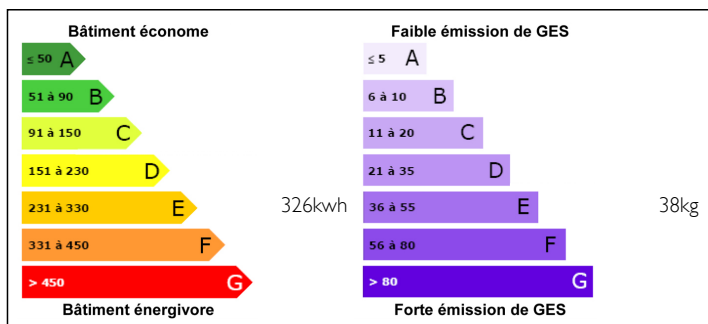 Bâtiment économe
≤ 50 A
51 à 90 B
91 à 150 C
151 à 230 D
231 à 330 E
326kwh
331 à 450 F
> 450 G
Bâtiment énergivore
Faible émission de GES
≤ 5 A
6 à 10 B
11 à 20 C
21 à 35 D
36 à 55 E
38kg
56 à 80 F
> 80 G
Forte émission de GES